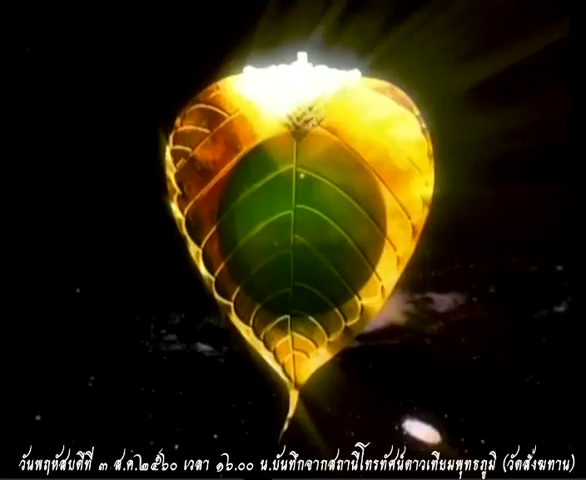 วันพฤหัสบดีที่ ๓ ส.ค.๒๕๖๐ เวลา ๑๖.๐๐ น.บันทึกจากสถานีโทรทัศน์ดาวเทียมพุทธภูมิ (วัดสังฆทาน)